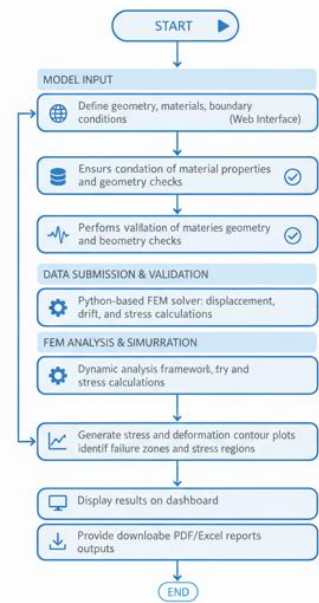 START
MODEL INPUT
Define geometry, materials, boundary
conditions (Web Interface)
Ensurs condation of material properties
and geometry checks
Perfoms valilation of materies geometry
and beometry checks
DATA SUBMISSION & VALIDATION
Python-based FEM solver: displaccement,
drift, and stress calculations
FEM ANALYSIS & SIMURRATION
Dynamic analysis framework, try and
stress calculations
Generate stress and deformation contour plots
identif failure zones and stress regions
Display results on dashboard
Provide downloabe PDF/Excel reports
outputs
END